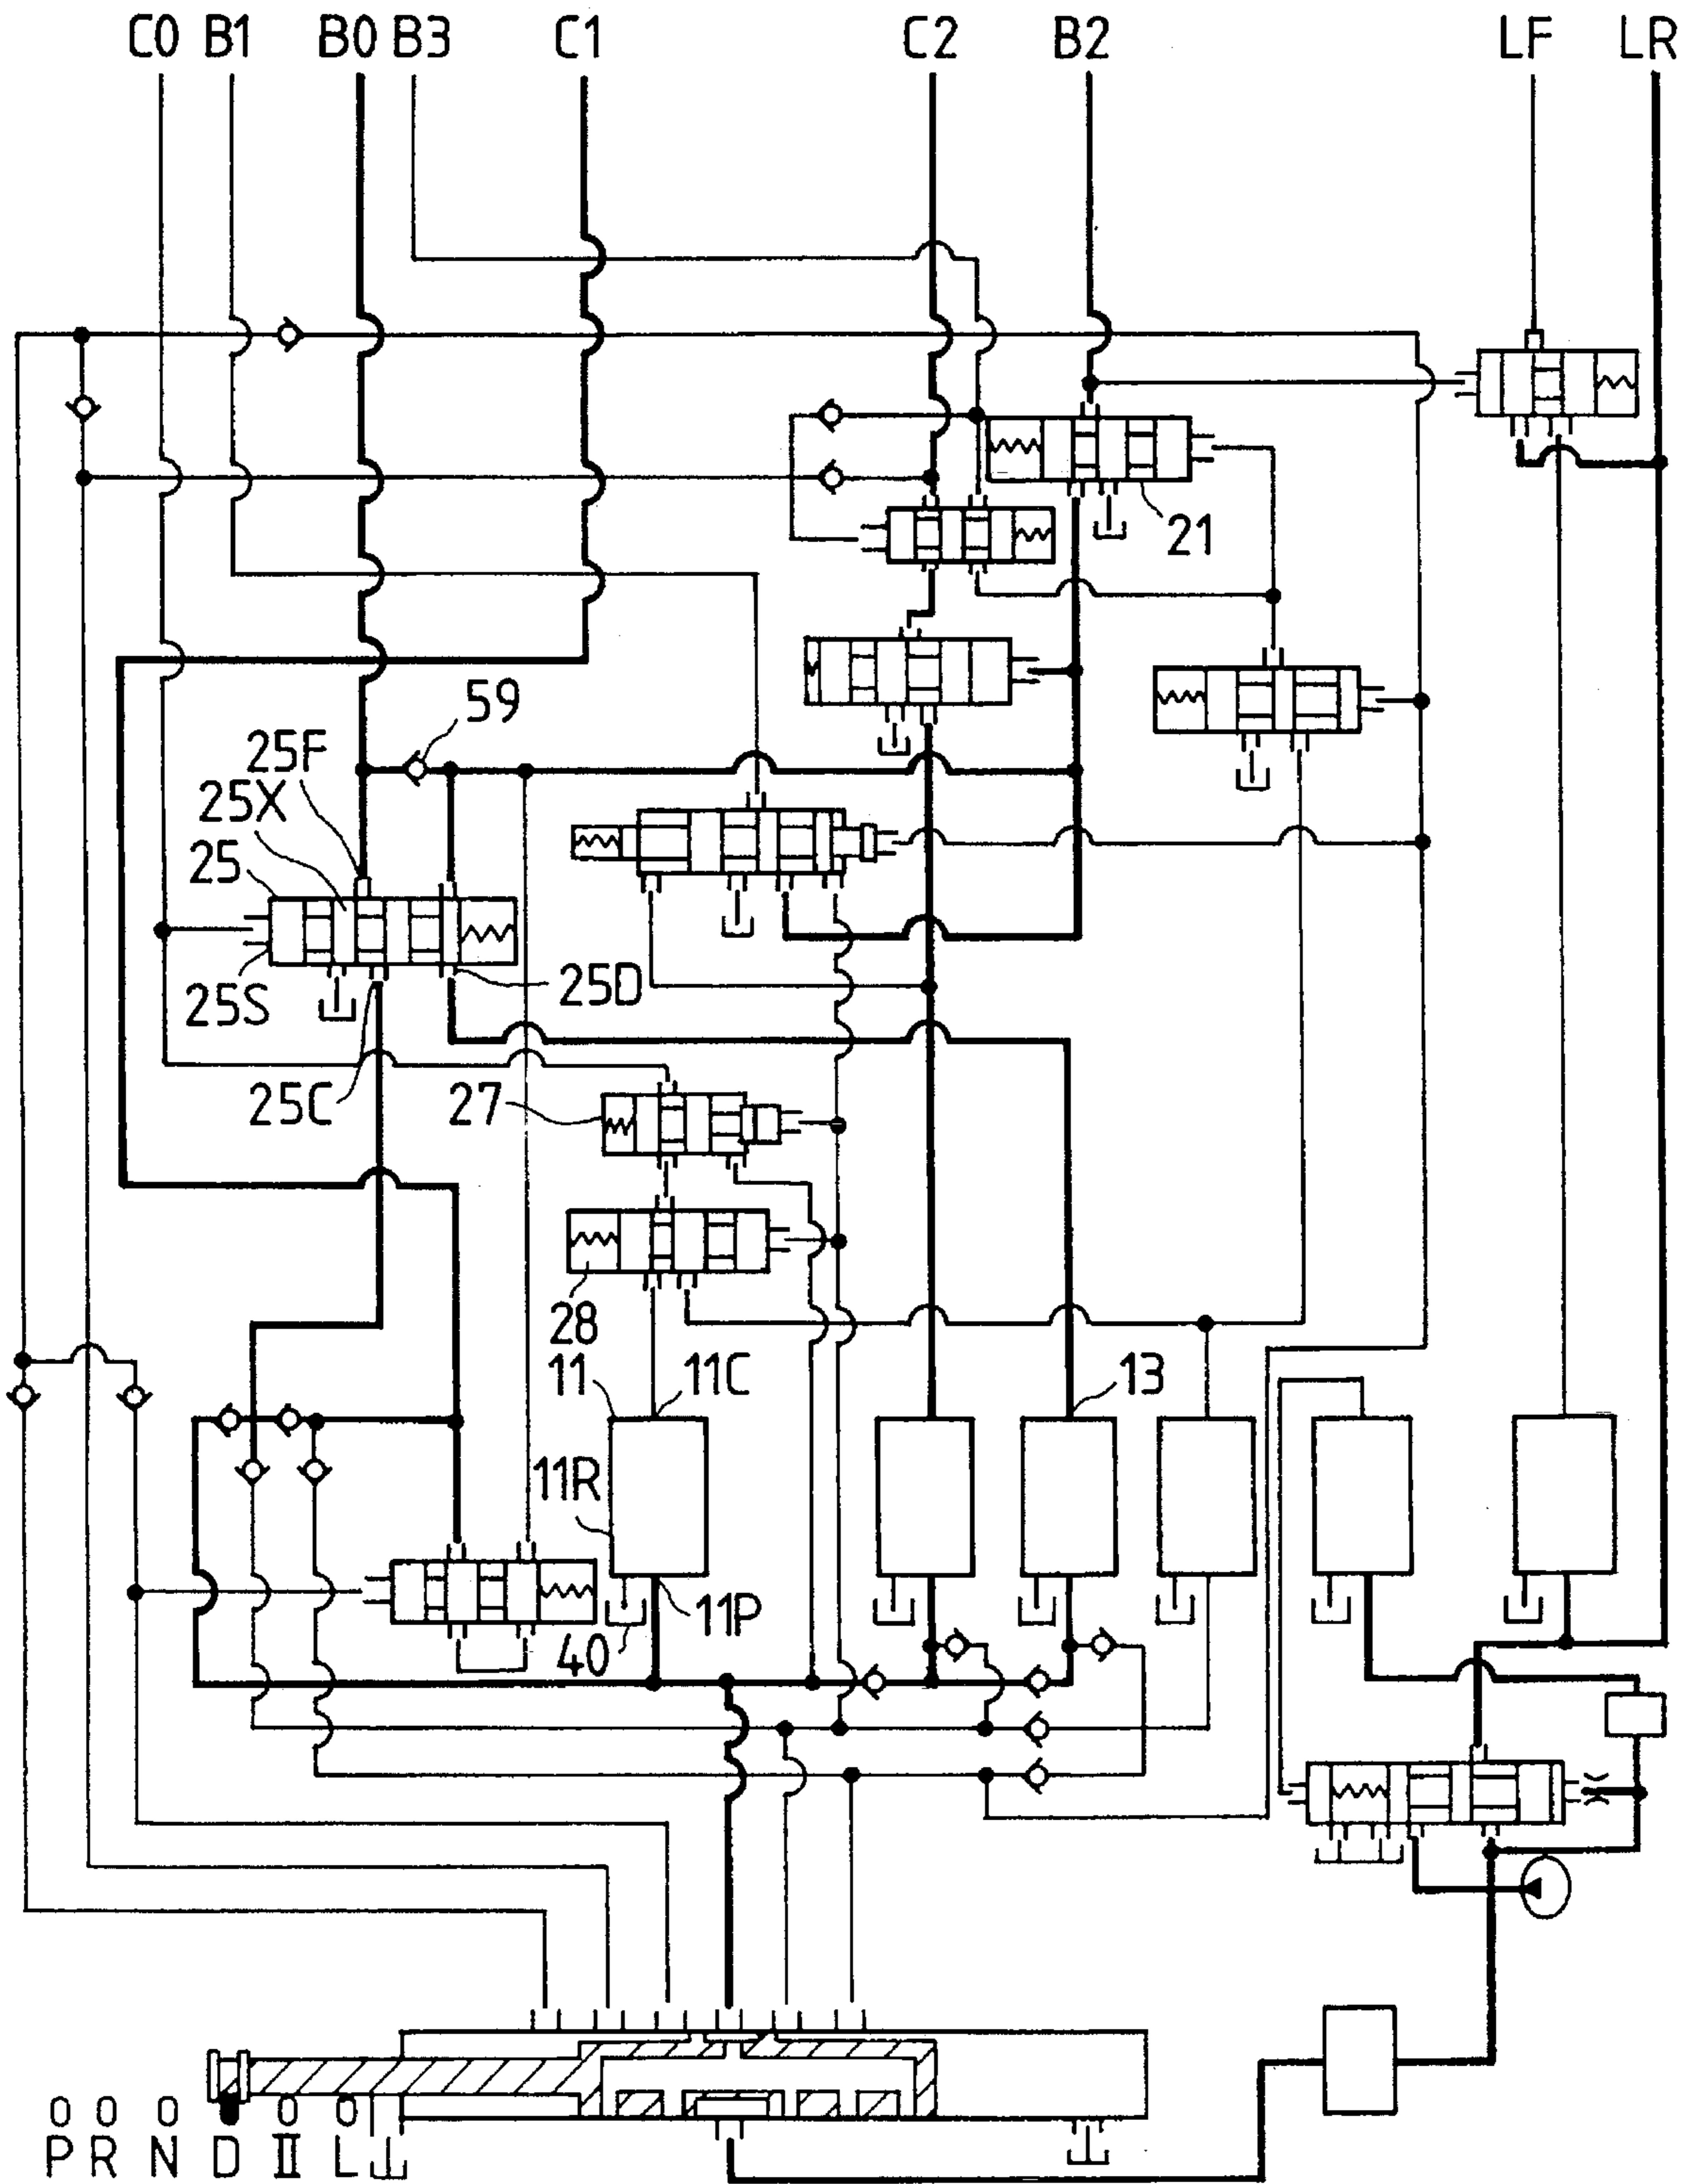 C0 B1 B0 B3 C1 C2 B2 LF LR
21
59
25F
25X
25
25S
25D
25C
27
28
11 11C 13
11R
11P
40
P R N D II L